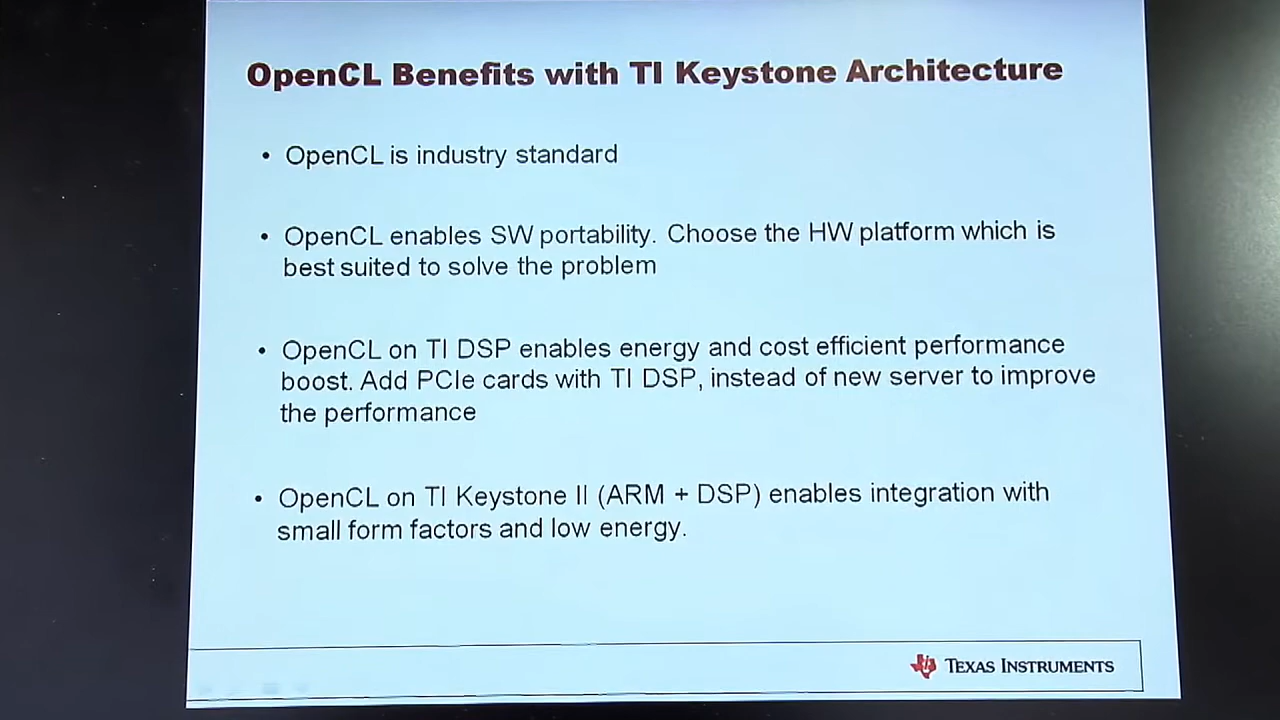 OpenCL Benefits with TI Keystone Architecture
• OpenCL is industry standard
• OpenCL enables SW portability. Choose the HW platform which is
best suited to solve the problem
• OpenCL on TI DSP enables energy and cost efficient performance
boost. Add PCIe cards with TI DSP, instead of new server to improve
the performance
• OpenCL on TI Keystone II (ARM + DSP) enables integration with
small form factors and low energy.
TEXAS INSTRUMENTS